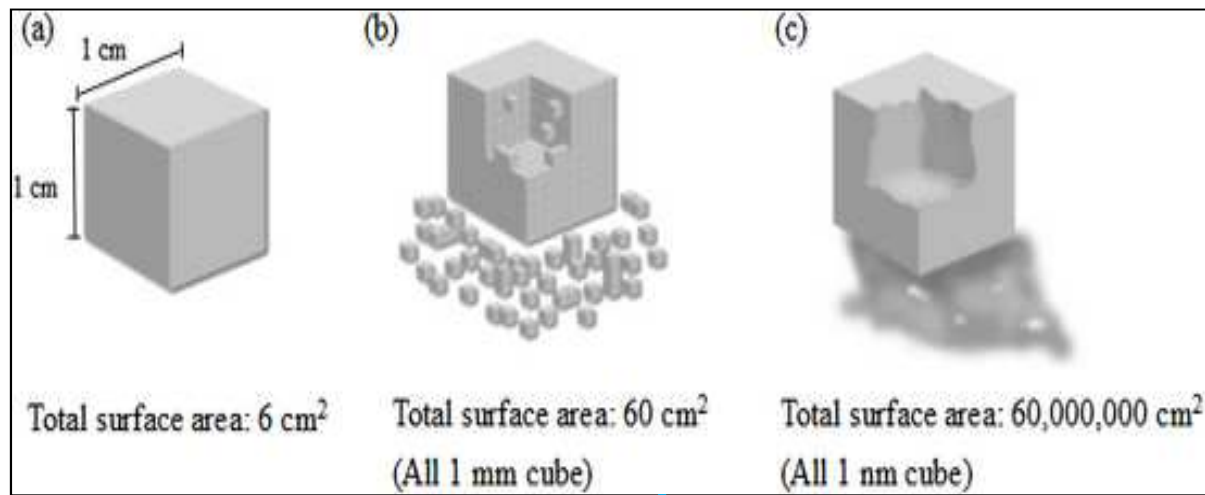 (a)
1 cm
1 cm
Total surface area: 6 cm²
(b)
Total surface area: 60 cm²
(All 1 mm cube)
(c)
Total surface area: 60,000,000 cm²
(All 1 nm cube)